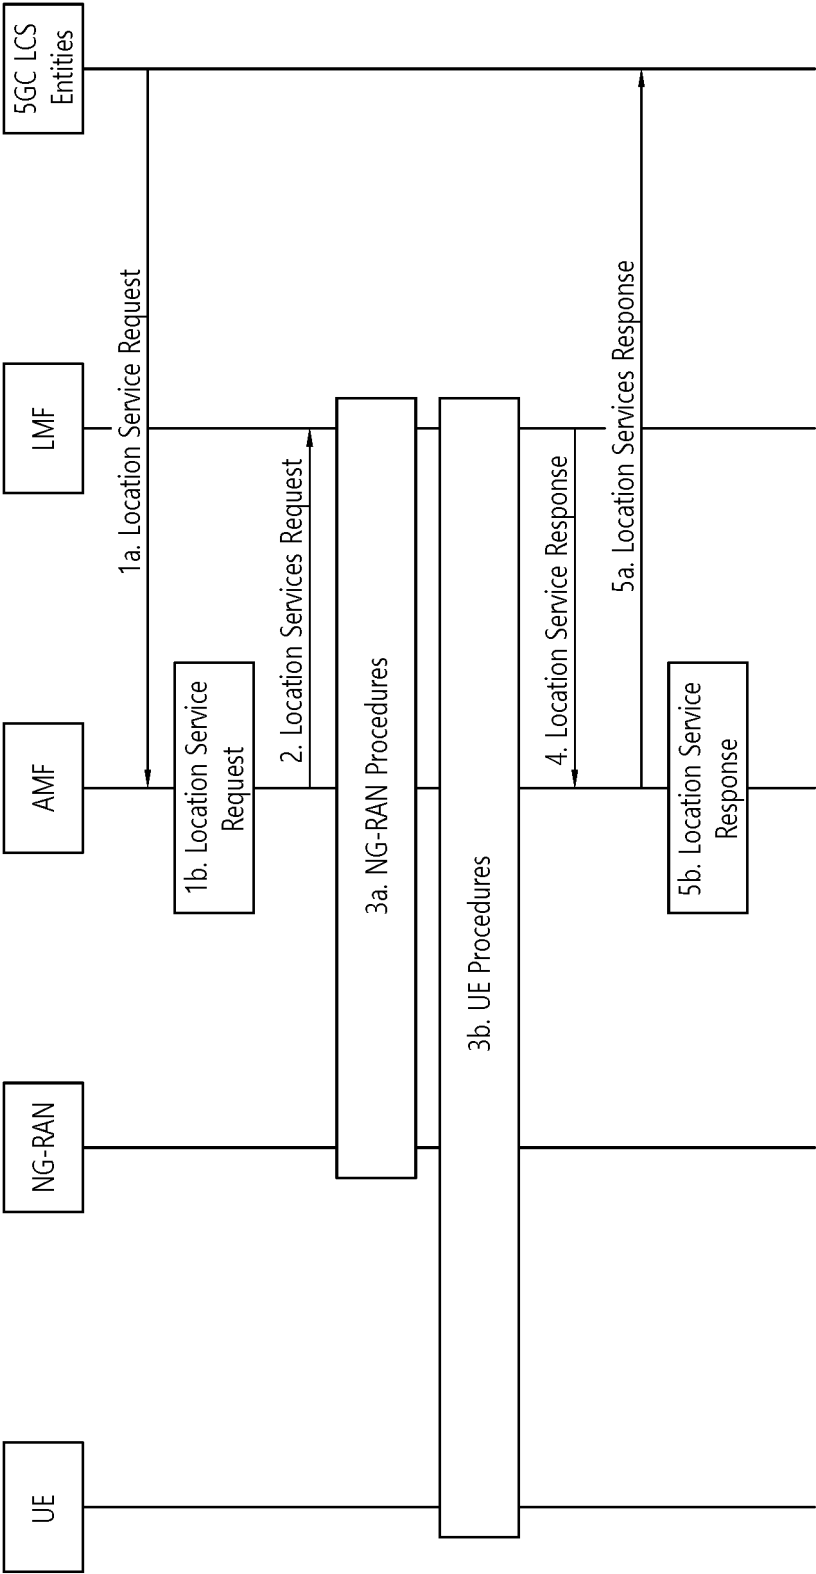 UE
NG-RAN
AMF
LMF
5GC LCS
Entities
1a. Location Service Request
1b. Location Service
Request
2. Location Services Request
3a. NG-RAN Procedures
3b. UE Procedures
4. Location Service Response
5a. Location Services Response
5b. Location Service
Response